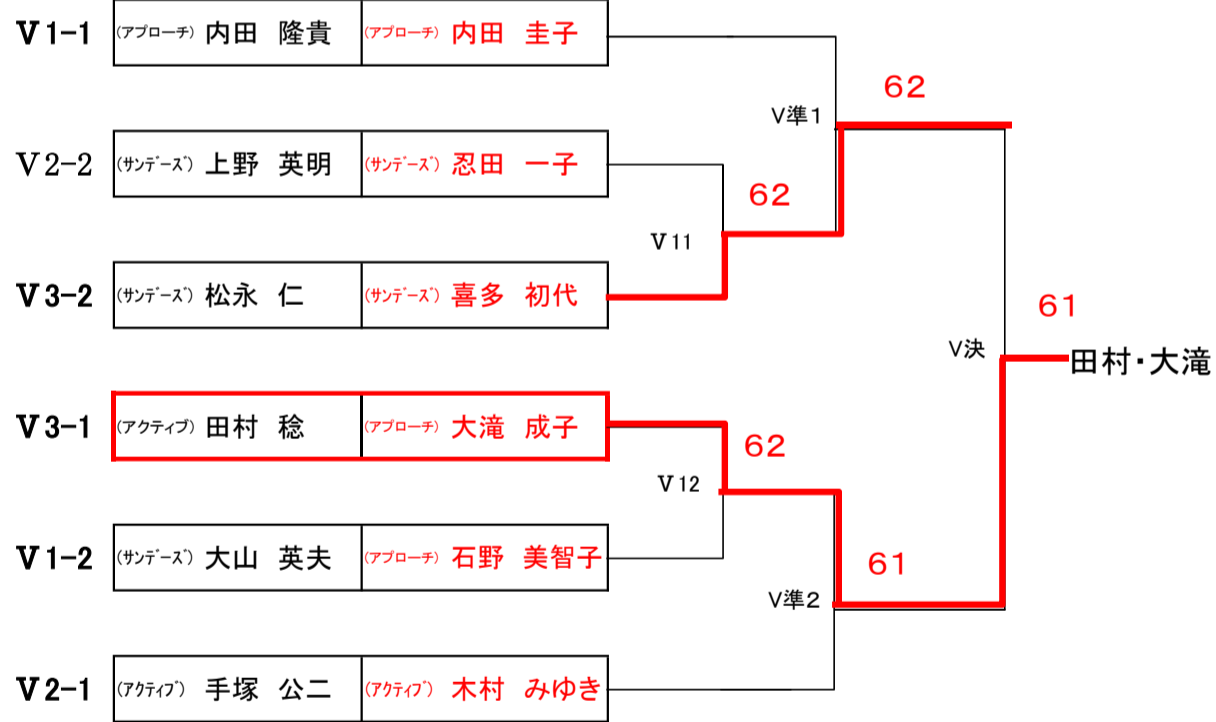 V1-1 (アプローチ) 内田 隆貴 (アプローチ) 内田 圭子
62
V準1
V2-2 (サンデーズ) 上野 英明 (サンデーズ) 忍田 一子
62
V11
V3-2 (サンデーズ) 松永 仁 (サンデーズ) 喜多 初代
61
V決
田村・大滝
V3-1 (アクティブ) 田村 稔 (アプローチ) 大滝 成子
62
V12
V1-2 (サンデーズ) 大山 英夫 (アプローチ) 石野 美智子
61
V準2
V2-1 (アクティブ) 手塚 公二 (アクティブ) 木村 みゆき